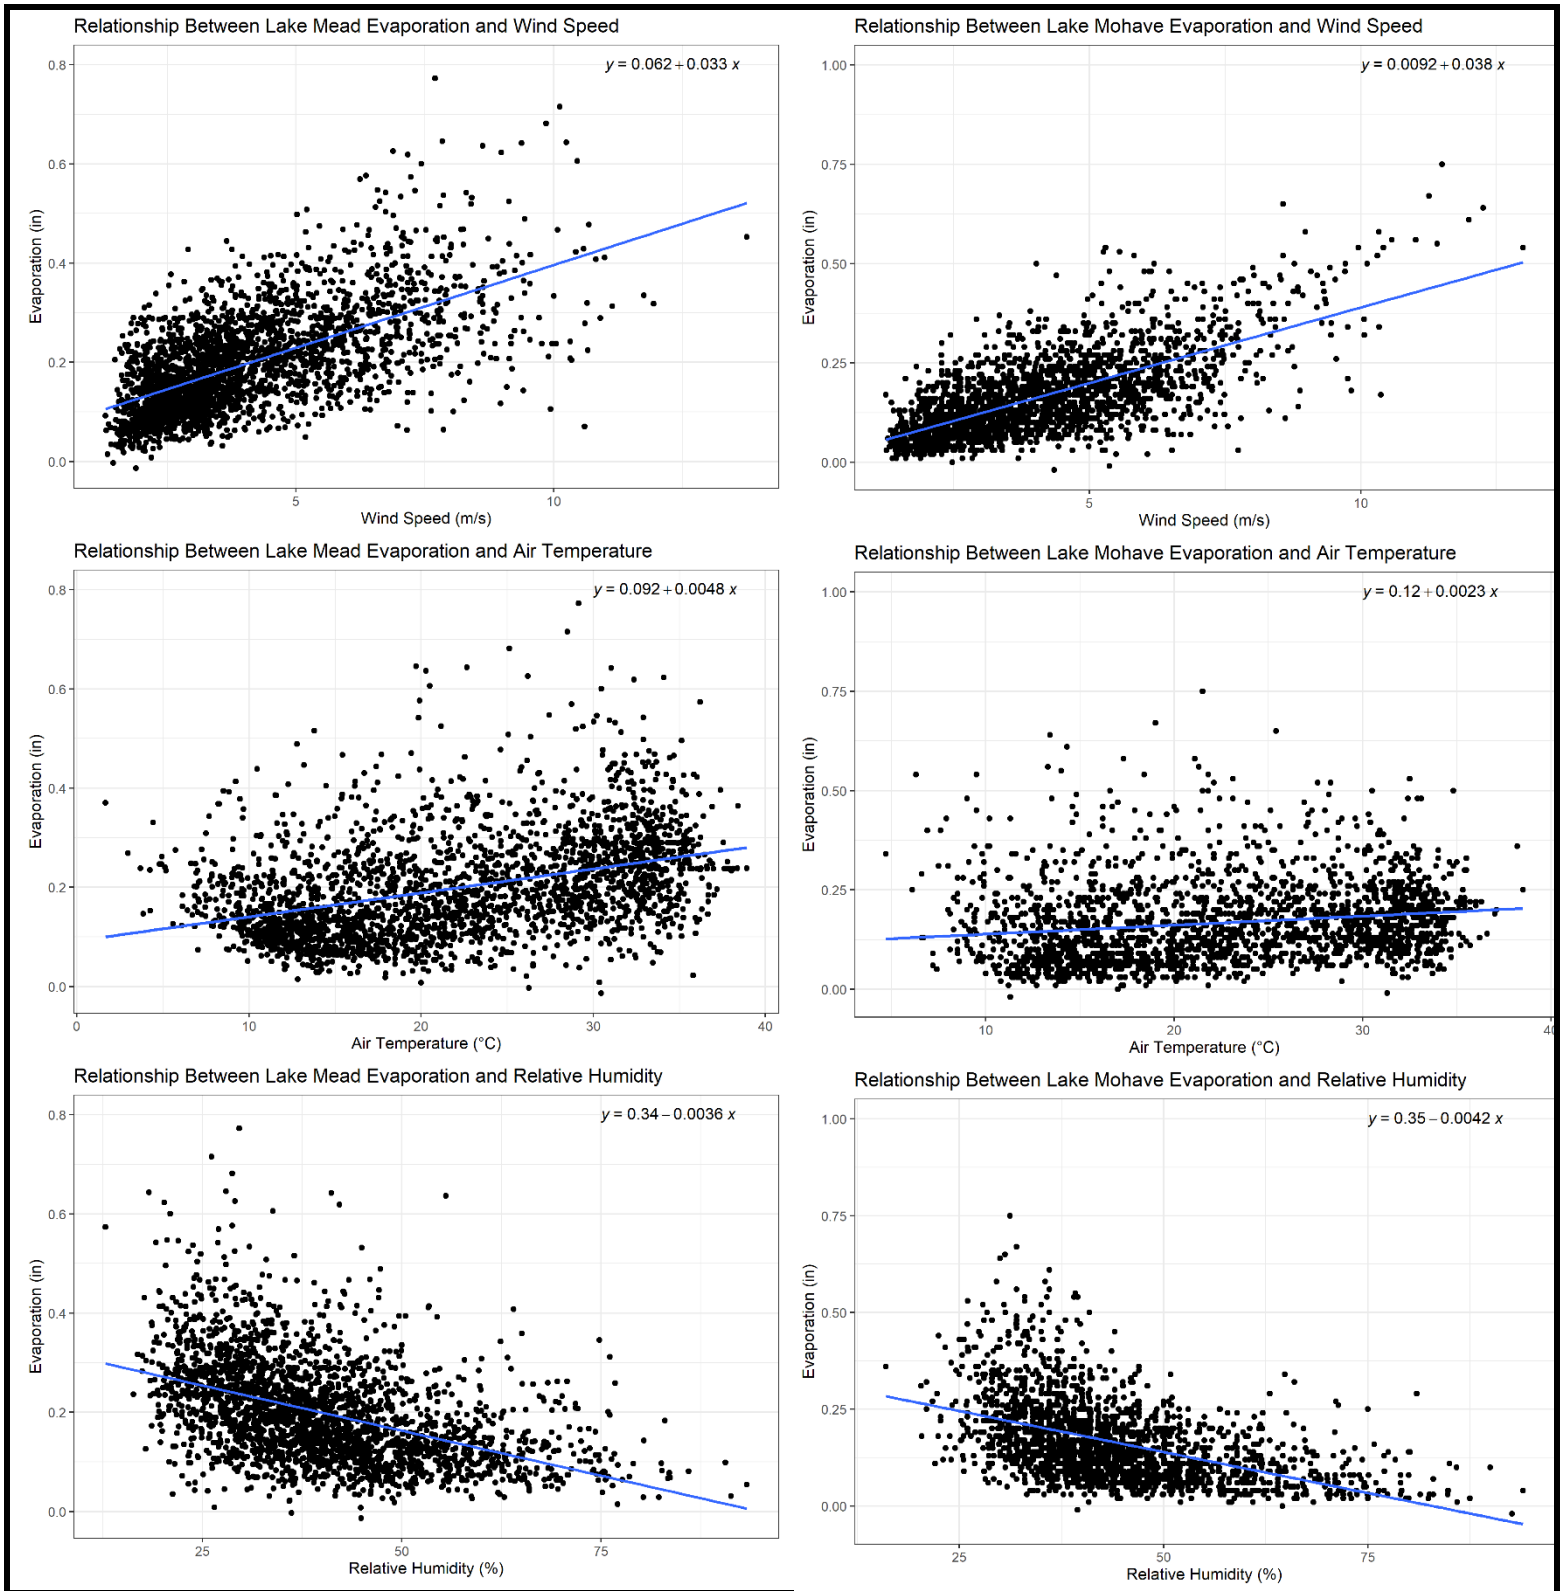 Relationship Between Lake Mead Evaporation and Wind Speed
y = 0.062 + 0.033 x
0.8
0.6
0.4
0.2
0.0
Evaporation (in)
5
10
Wind Speed (m/s)
Relationship Between Lake Mohave Evaporation and Wind Speed
y = 0.0092 + 0.038 x
1.00
0.75
0.50
0.25
0.00
Evaporation (in)
5
10
Wind Speed (m/s)
Relationship Between Lake Mead Evaporation and Air Temperature
y = 0.092 + 0.0048 x
0.8
0.6
0.4
0.2
0.0
Evaporation (in)
0
10
20
30
40
Air Temperature (°C)
Relationship Between Lake Mohave Evaporation and Air Temperature
y = 0.12 + 0.0023 x
1.00
0.75
0.50
0.25
0.00
Evaporation (in)
10
20
30
40
Air Temperature (°C)
Relationship Between Lake Mead Evaporation and Relative Humidity
y = 0.34 − 0.0036 x
0.8
0.6
0.4
0.2
0.0
Evaporation (in)
25
50
75
Relative Humidity (%)
Relationship Between Lake Mohave Evaporation and Relative Humidity
y = 0.35 − 0.0042 x
1.00
0.75
0.50
0.25
0.00
Evaporation (in)
25
50
75
Relative Humidity (%)